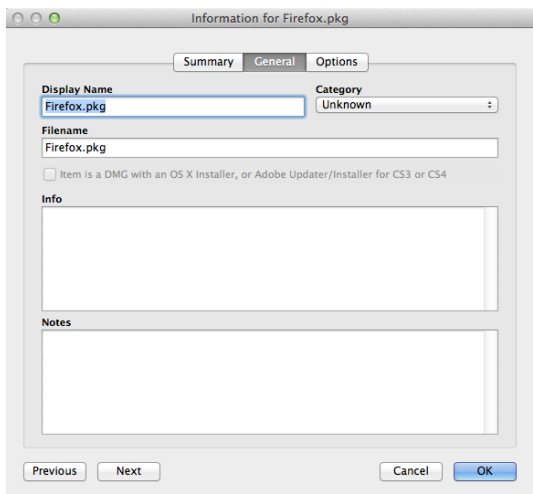 Information for Firefox.pkg
Summary General Options
Display Name Category
Firefox.pkg Unknown
Filename
Firefox.pkg
Item is a DMG with an OS X Installer, or Adobe Updater/Installer for CS3 or CS4
Info
Notes
Previous Next Cancel OK